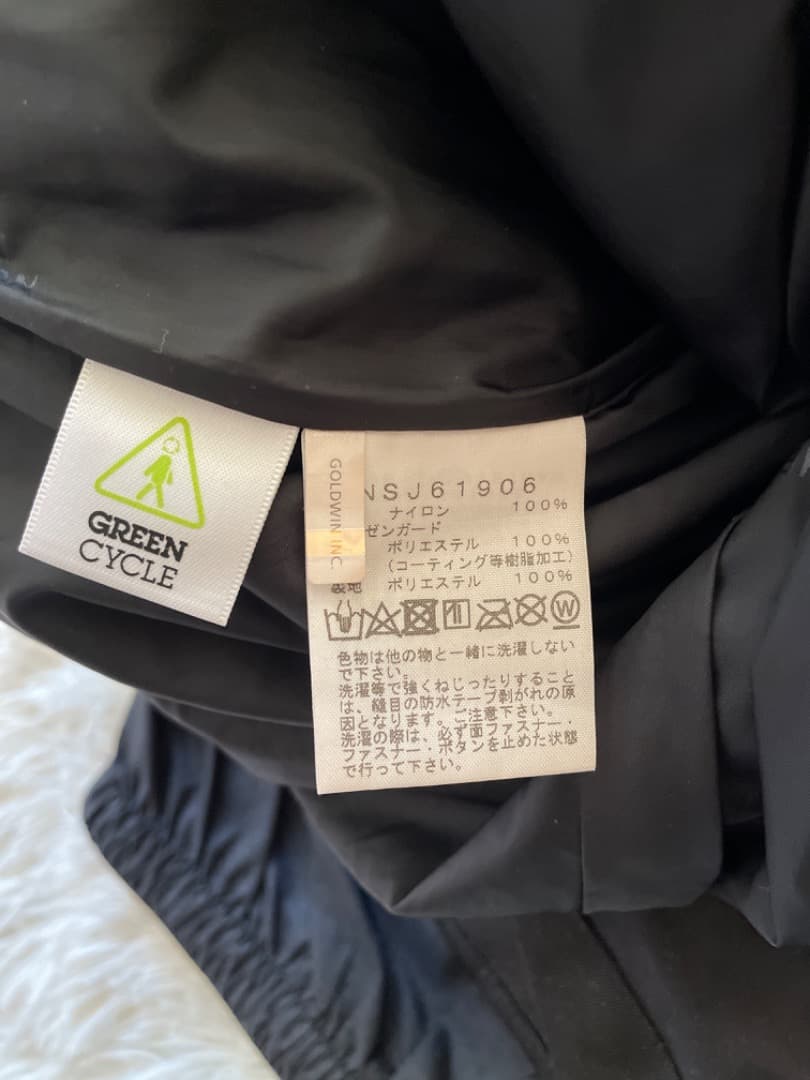 GREEN
CYCLE
GOLDWIN INC.
NSJ61906
ナイロン 100%
ゼンガード
ポリエステル 100%
(コーティング等樹脂加工)
裏地 ポリエステル 100%
W
色物は他の物と一緒に洗濯しない
で下さい。
洗濯等で強くねじったりすること
は、縫目の防水テープ剥がれの原
因となります。ご注意下さい。
洗濯の際は、必ず面ファスナー・
ファスナー・ボタンを止めた状態
で行って下さい。